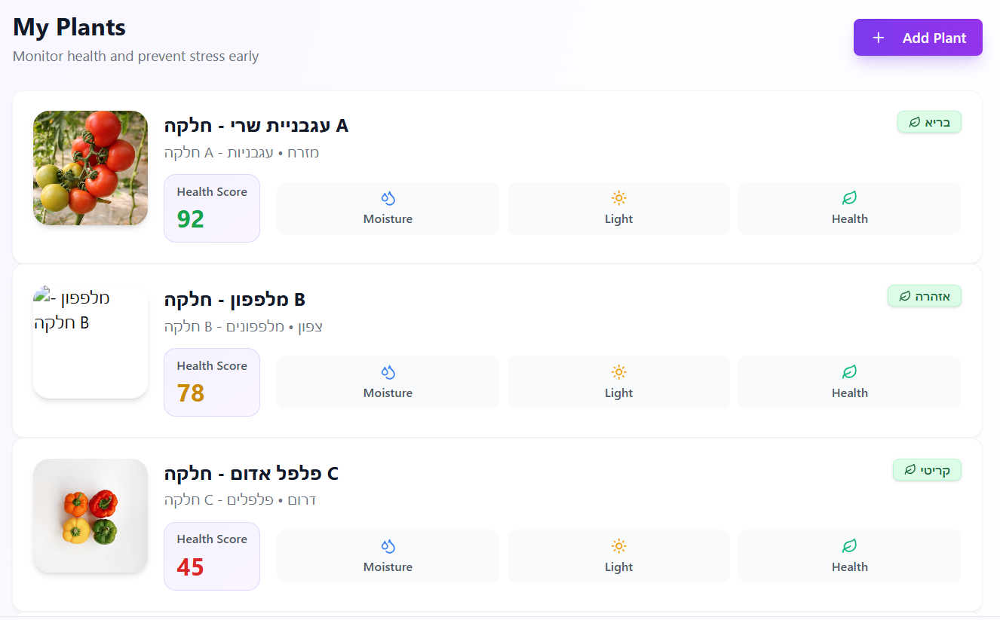 My Plants
Monitor health and prevent stress early
Add Plant
עגבניית שרי - חלקה A
בריא
חלקה A - עגבניות • מזרח
Health Score
92
Moisture
Light
Health
מלפפון - חלקה B
מלפפון - חלקה B
אזהרה
חלקה B - מלפפונים • צפון
Health Score
78
Moisture
Light
Health
פלפל אדום - חלקה C
קריטי
חלקה C - פלפלים • דרום
Health Score
45
Moisture
Light
Health